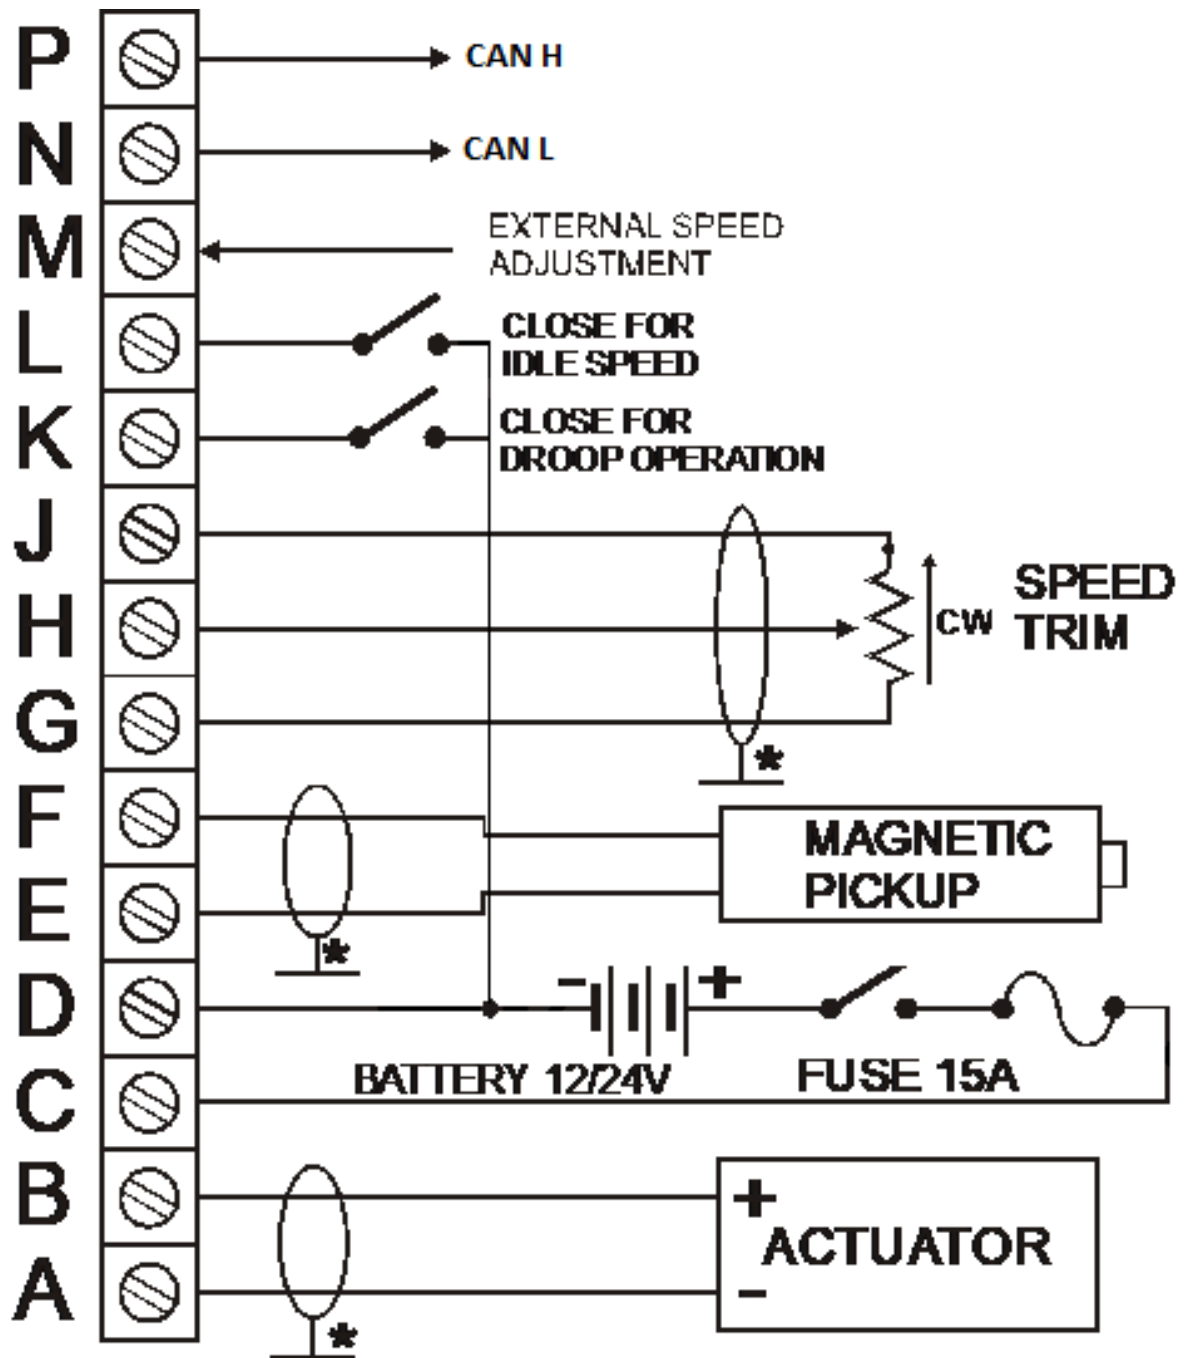 P
CAN H
N
CAN L
M
EXTERNAL SPEED
ADJUSTMENT
L
CLOSE FOR
IDLE SPEED
K
CLOSE FOR
DROOP OPERATION
J
H
CW
SPEED
TRIM
G
*
F
MAGNETIC
PICKUP
E
*
D
- +
BATTERY 12/24V
FUSE 15A
C
B
+
ACTUATOR
-
A
*